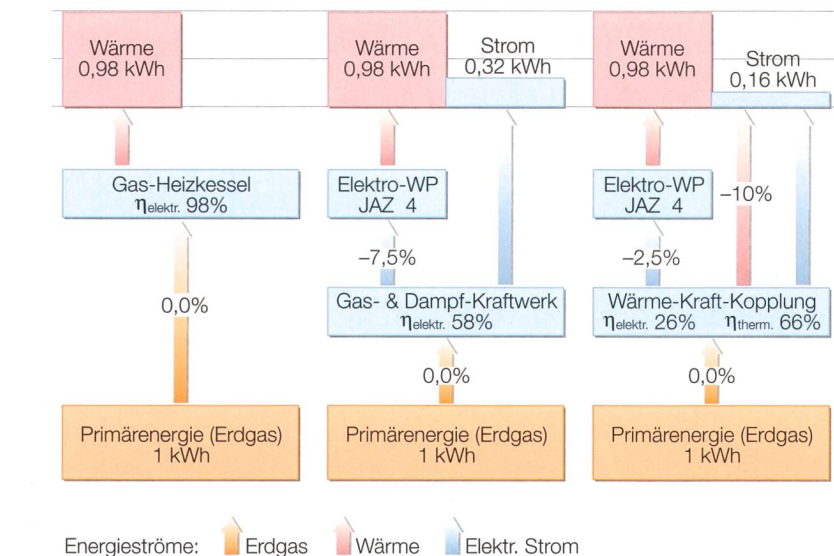 Wärme
0,98 kWh
Gas-Heizkessel
ηelektr. 98%
0,0%
Primärenergie (Erdgas)
1 kWh
Wärme
0,98 kWh
Strom
0,32 kWh
Elektro-WP
JAZ 4
–7,5%
Gas- & Dampf-Kraftwerk
ηelektr. 58%
0,0%
Primärenergie (Erdgas)
1 kWh
Wärme
0,98 kWh
Strom
0,16 kWh
Elektro-WP
JAZ 4
–10%
–2,5%
Wärme-Kraft-Kopplung
ηelektr. 26% ηtherm. 66%
0,0%
Primärenergie (Erdgas)
1 kWh
Energieströme: Erdgas Wärme Elektr. Strom